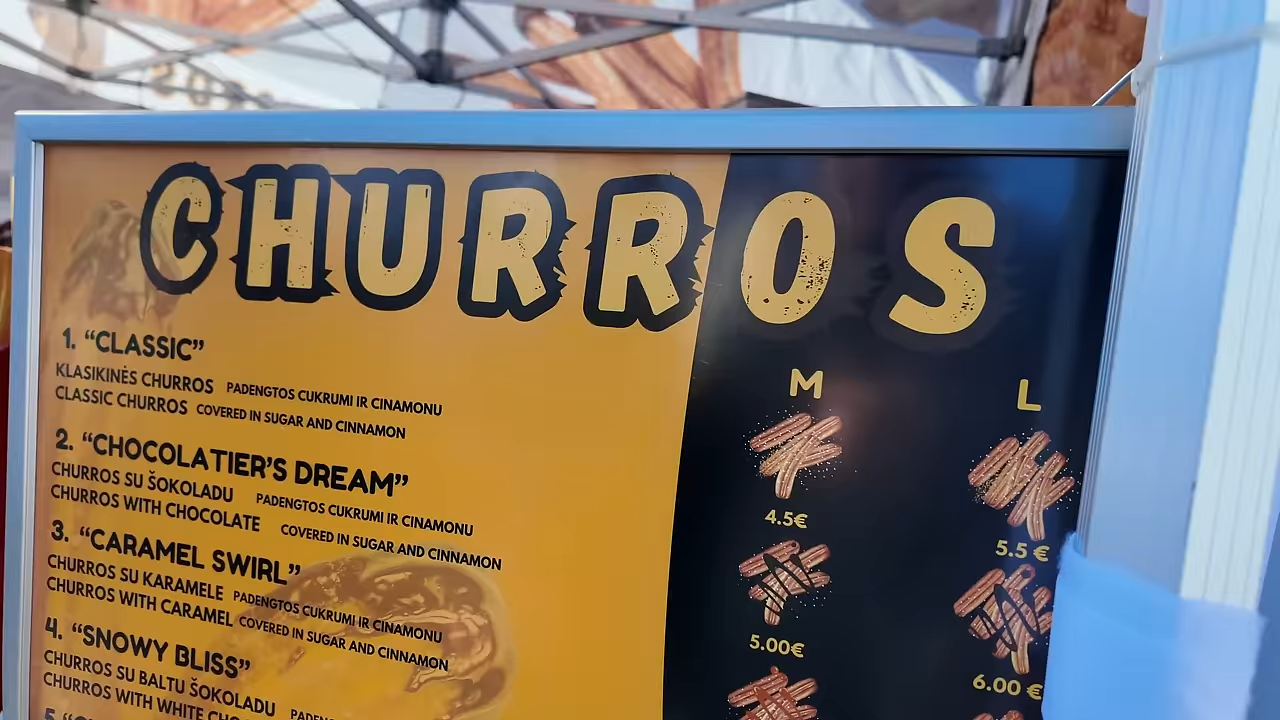 CHURROS
1. “CLASSIC”
KLASIKINĖS CHURROS PADENGTOS CUKRUMI IR CINAMONU
CLASSIC CHURROS COVERED IN SUGAR AND CINNAMON
2. “CHOCOLATIER’S DREAM”
CHURROS SU ŠOKOLADU PADENGTOS CUKRUMI IR CINAMONU
CHURROS WITH CHOCOLATE COVERED IN SUGAR AND CINNAMON
3. “CARAMEL SWIRL”
CHURROS SU KARAMELE PADENGTOS CUKRUMI IR CINAMONU
CHURROS WITH CARAMEL COVERED IN SUGAR AND CINNAMON
4. “SNOWY BLISS”
CHURROS SU BALTU ŠOKOLADU
CHURROS WITH WHITE
M L
4.5€ 5.5 €
5.00€ 6.00 €